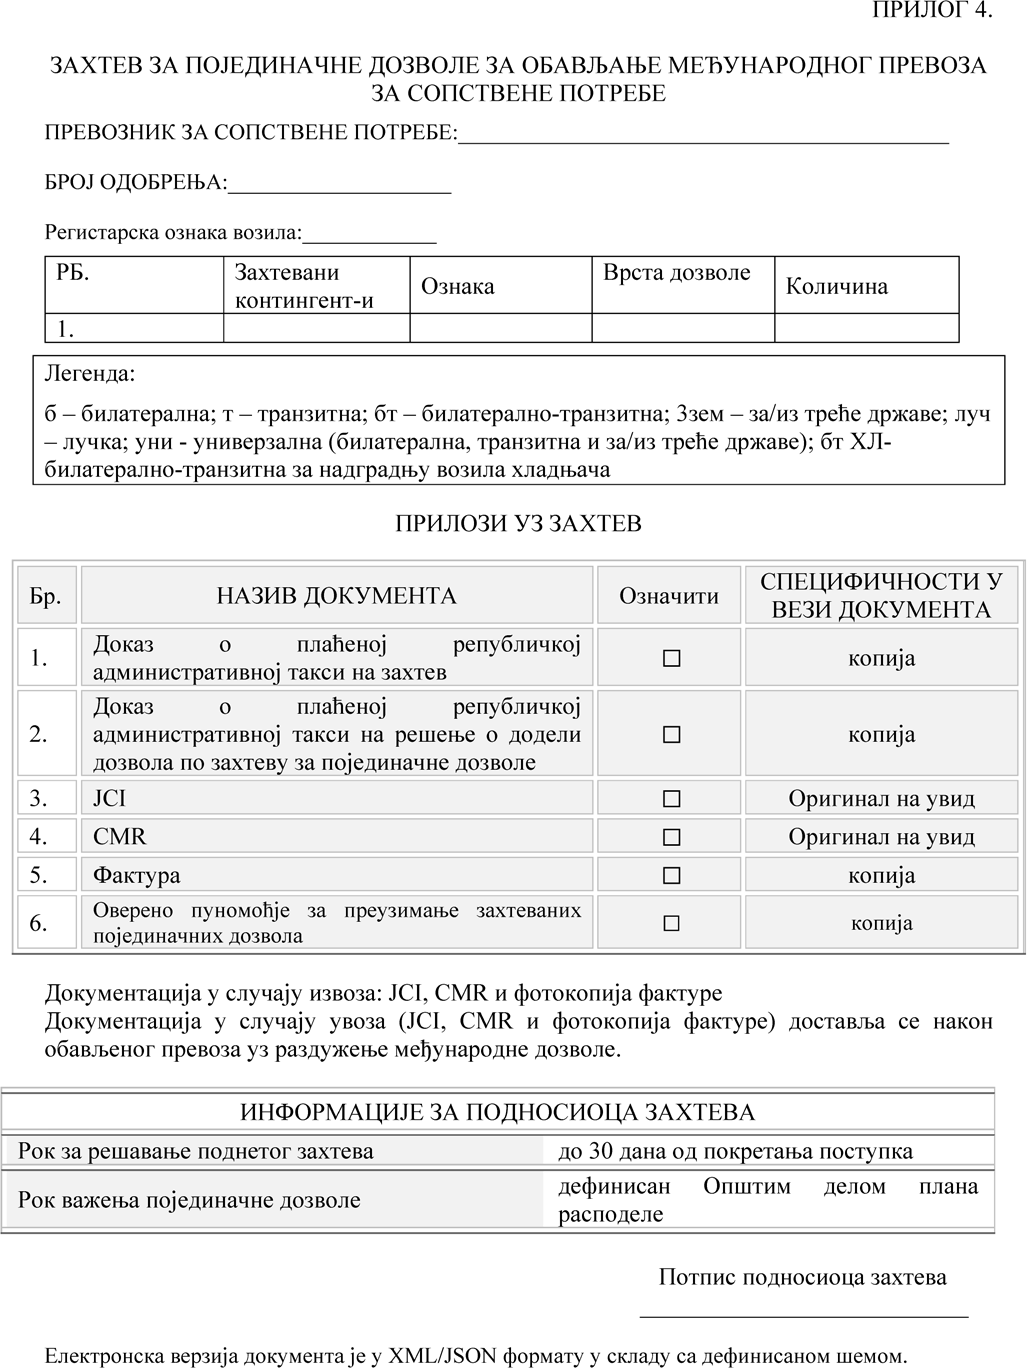 ПРИЛОГ 4.
ЗАХТЕВ ЗА ПОЈЕДИНАЧНЕ ДОЗВОЛЕ ЗА ОБАВЉАЊЕ МЕЂУНАРОДНОГ ПРЕВОЗА
ЗА СОПСТВЕНЕ ПОТРЕБЕ
ПРЕВОЗНИК ЗА СОПСТВЕНЕ ПОТРЕБЕ:
БРОЈ ОДОБРЕЊА:
Регистарска ознака возила:
РБ.
Захтевани
контингент-и
Ознака
Врста дозволе
Количина
1.
Легенда:
б – билатерална; т – транзитна; бт – билатерално-транзитна; 3зем – за/из треће државе; луч
– лучка; уни - универзална (билатерална, транзитна и за/из треће државе); бт ХЛ-
билатерално-транзитна за надградњу возила хладњача
ПРИЛОЗИ УЗ ЗАХТЕВ
Бр.
НАЗИВ ДОКУМЕНТА
Означити
СПЕЦИФИЧНОСТИ У
ВЕЗИ ДОКУМЕНТА
1.
Доказ о плаћеној републичкој
административној такси на захтев
☐
копија
2.
Доказ о плаћеној републичкој
административној такси на решење о додели
дозвола по захтеву за појединачне дозволе
☐
копија
3.
JCI
☐
Оригинал на увид
4.
CMR
☐
Оригинал на увид
5.
Фактура
☐
копија
6.
Оверено пуномоћје за преузимање захтеваних
појединачних дозвола
☐
копија
Документација у случају извоза: JCI, CMR и фотокопија фактуре
Документација у случају увоза (JCI, CMR и фотокопија фактуре) доставља се након
обављеног превоза уз раздужење међународне дозволе.
ИНФОРМАЦИЈЕ ЗА ПОДНОСИОЦА ЗАХТЕВА
Рок за решавање поднетог захтева
до 30 дана од покретања поступка
Рок важења појединачне дозволе
дефинисан Општим делом плана
расподеле
Потпис подносиоца захтева
Електронска верзија документа је у XML/JSON формату у складу са дефинисаном шемом.